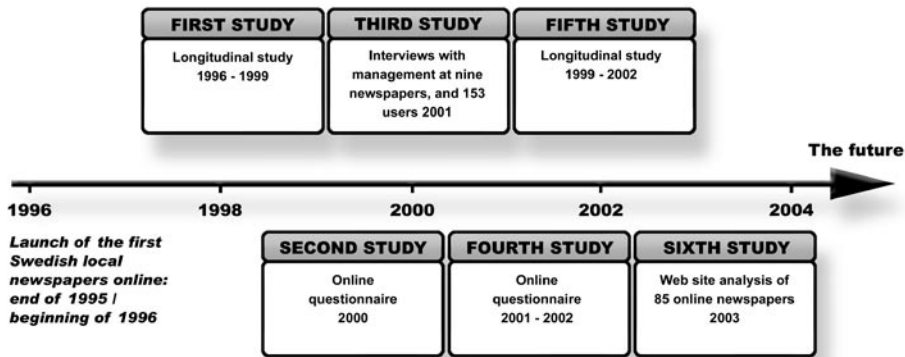 FIRST STUDY
Longitudinal study
1996 - 1999
THIRD STUDY
Interviews with
management at nine
newspapers, and 153
users 2001
FIFTH STUDY
Longitudinal study
1999 - 2002
The future
1996
1998
2000
2002
2004
Launch of the first
Swedish local
newspapers online:
end of 1995 /
beginning of 1996
SECOND STUDY
Online
questionnaire
2000
FOURTH STUDY
Online
questionnaire
2001 - 2002
SIXTH STUDY
Web site analysis of
85 online newspapers
2003